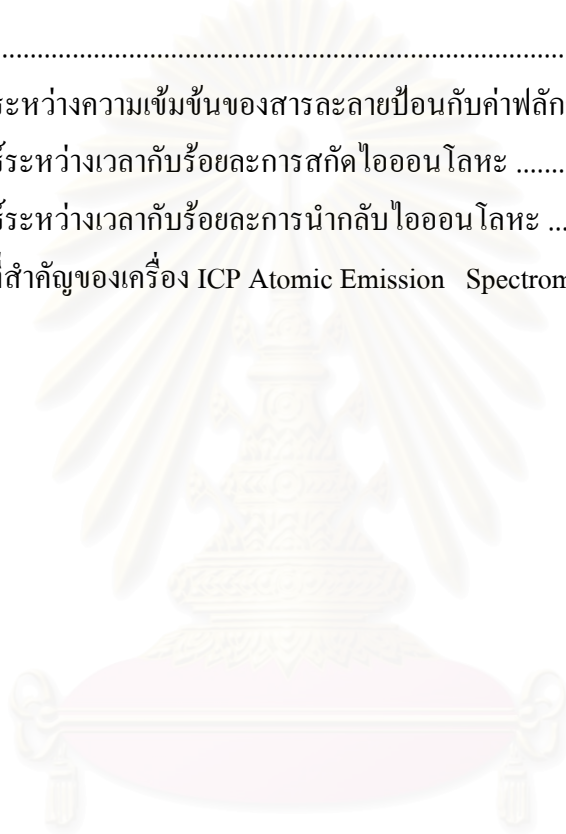 ........................................................................................
ระหว่างความเข้มข้นของสารละลายป้อนกับค่าฟลัก
ระหว่างเวลากับร้อยละการสกัดไอออนโลหะ .......
ระหว่างเวลากับร้อยละการนำกลับไอออนโลหะ ...
ที่สำคัญของเครื่อง ICP Atomic Emission Spectrom